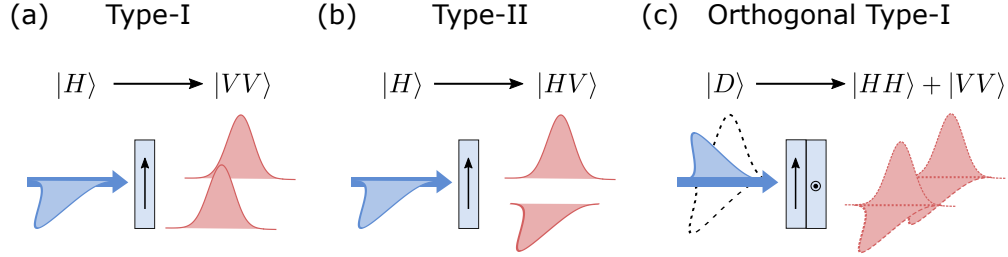 (a) Type-I
(b) Type-II
(c) Orthogonal Type-I
|H⟩ ⟶ |VV⟩
|H⟩ ⟶ |HV⟩
|D⟩ ⟶ |HH⟩ + |VV⟩